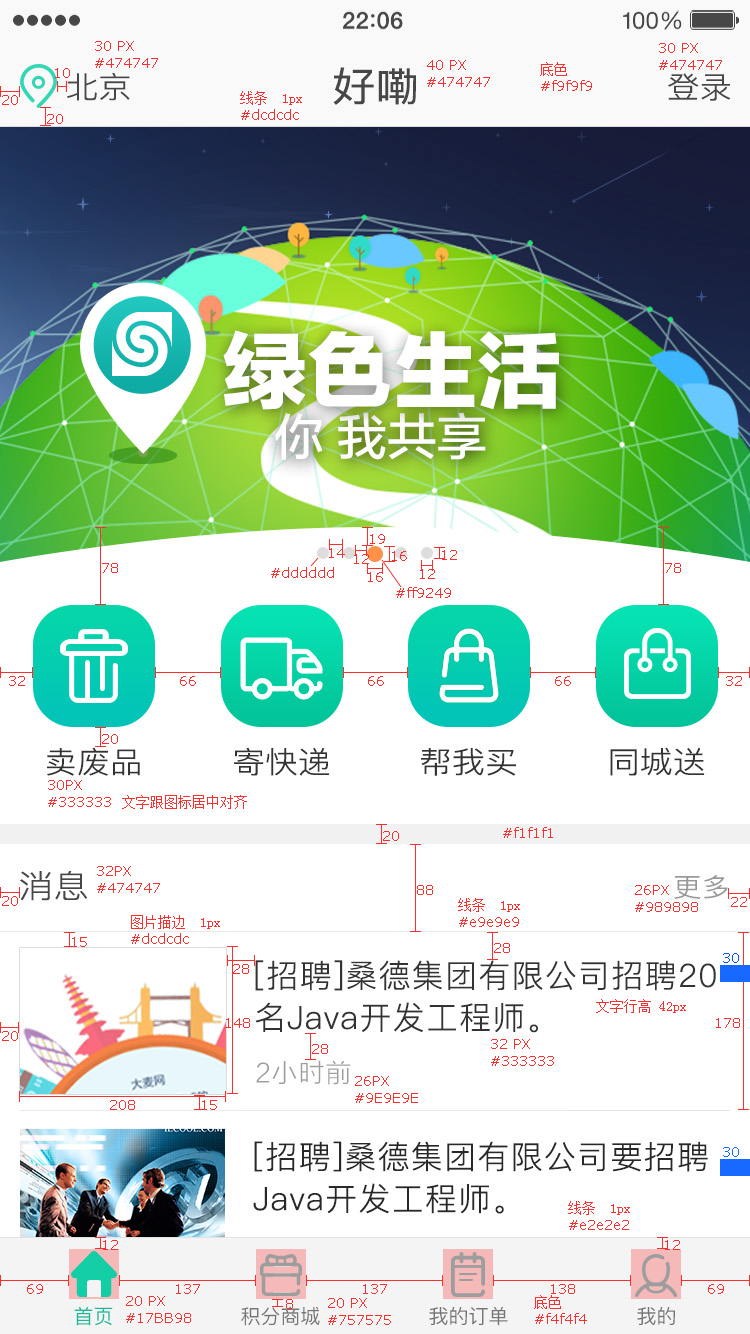 22:06
100%
30 PX
#474747
10
20
北京
20
线条 1px
#dcdcdc
好嘞
40 PX
#474747
底色
#f9f9f9
30 PX
#474747
登录
绿色生活
你 我共享
78
14
12
19
16
16
12
12
#dddddd
#ff9249
78
32
66
66
66
32
20
卖废品
寄快递
帮我买
同城送
30PX
#333333 文字跟图标居中对齐
20
#f1f1f1
消息
32PX
#474747
20
88
26PX
#989898
更多
22
线条 1px
#e9e9e9
图片描边 1px
#dcdcdc
15
28
28
[招聘]桑德集团有限公司招聘20
名Java开发工程师。
30
文字行高 42px
148
178
20
28
32 PX
#333333
2小时前
26PX
#9E9E9E
大麦网
208
15
[招聘]桑德集团有限公司要招聘
Java开发工程师。
30
线条 1px
#e2e2e2
12
12
69
137
137
138
69
8
首页
20 PX
#17BB98
积分商城
20 PX
#757575
我的订单
底色
#f4f4f4
我的